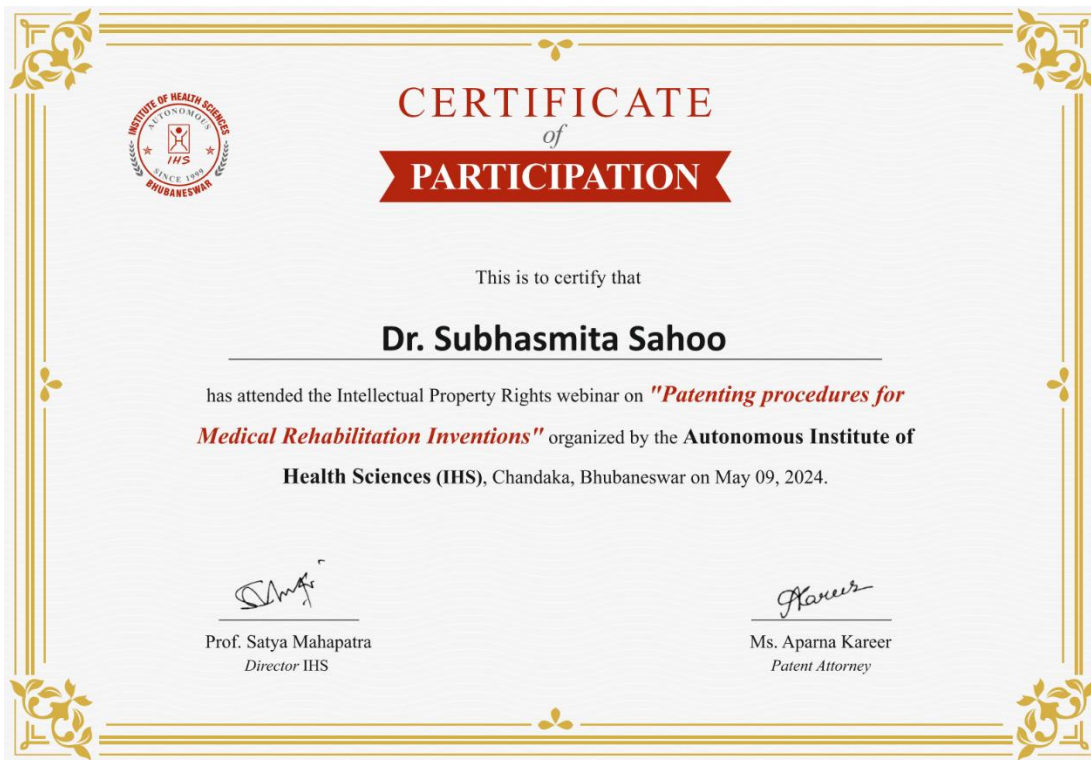 INSTITUTE OF HEALTH SCIENCES
AUTONOMOUS
IHS
SINCE 1999
BHUBANESWAR
CERTIFICATE
of
PARTICIPATION
This is to certify that
Dr. Subhasmita Sahoo
has attended the Intellectual Property Rights webinar on "Patenting procedures for
Medical Rehabilitation Inventions" organized by the Autonomous Institute of
Health Sciences (IHS), Chandaka, Bhubaneswar on May 09, 2024.
Prof. Satya Mahapatra
Director IHS
Ms. Aparna Kareer
Patent Attorney